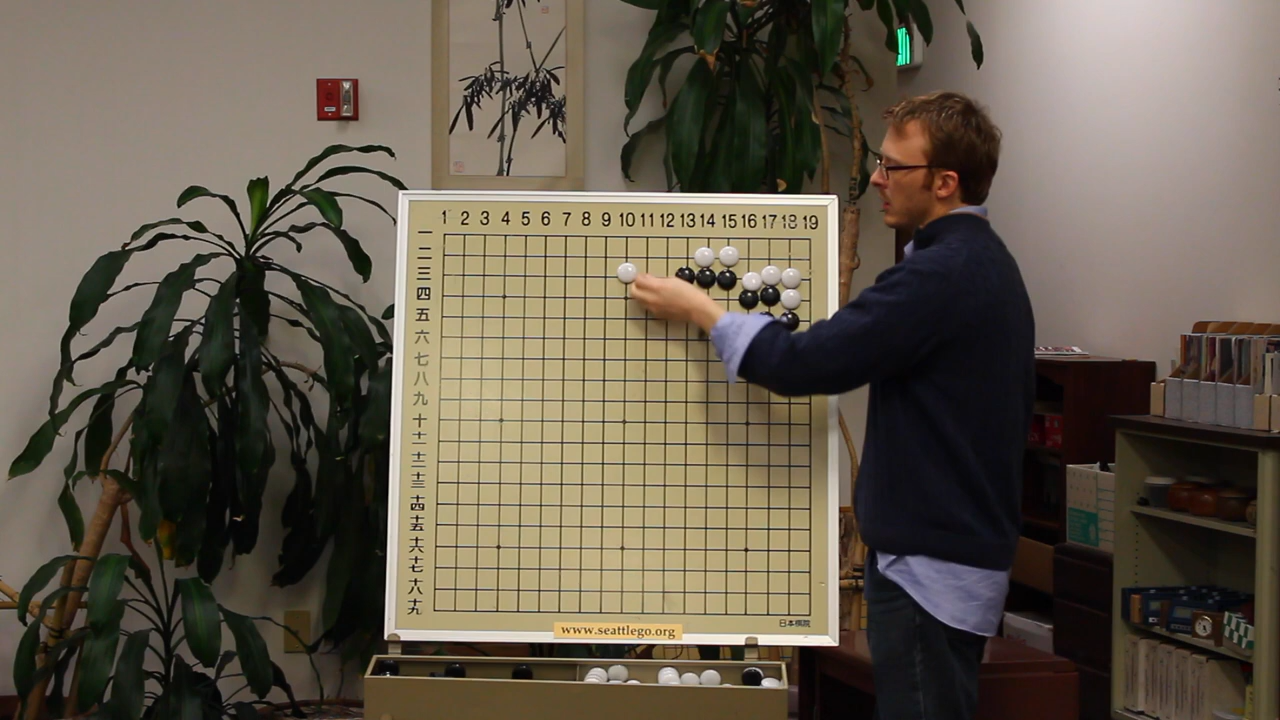 1 2 3 4 5 6 7 8 9 10 11 12 13 14 15 16 17 18 19
一
二
三
四
五
六
七
八
九
十
十一
十二
十三
十四
十五
十六
十七
十八
十九
日本棋院
www.seattlego.org